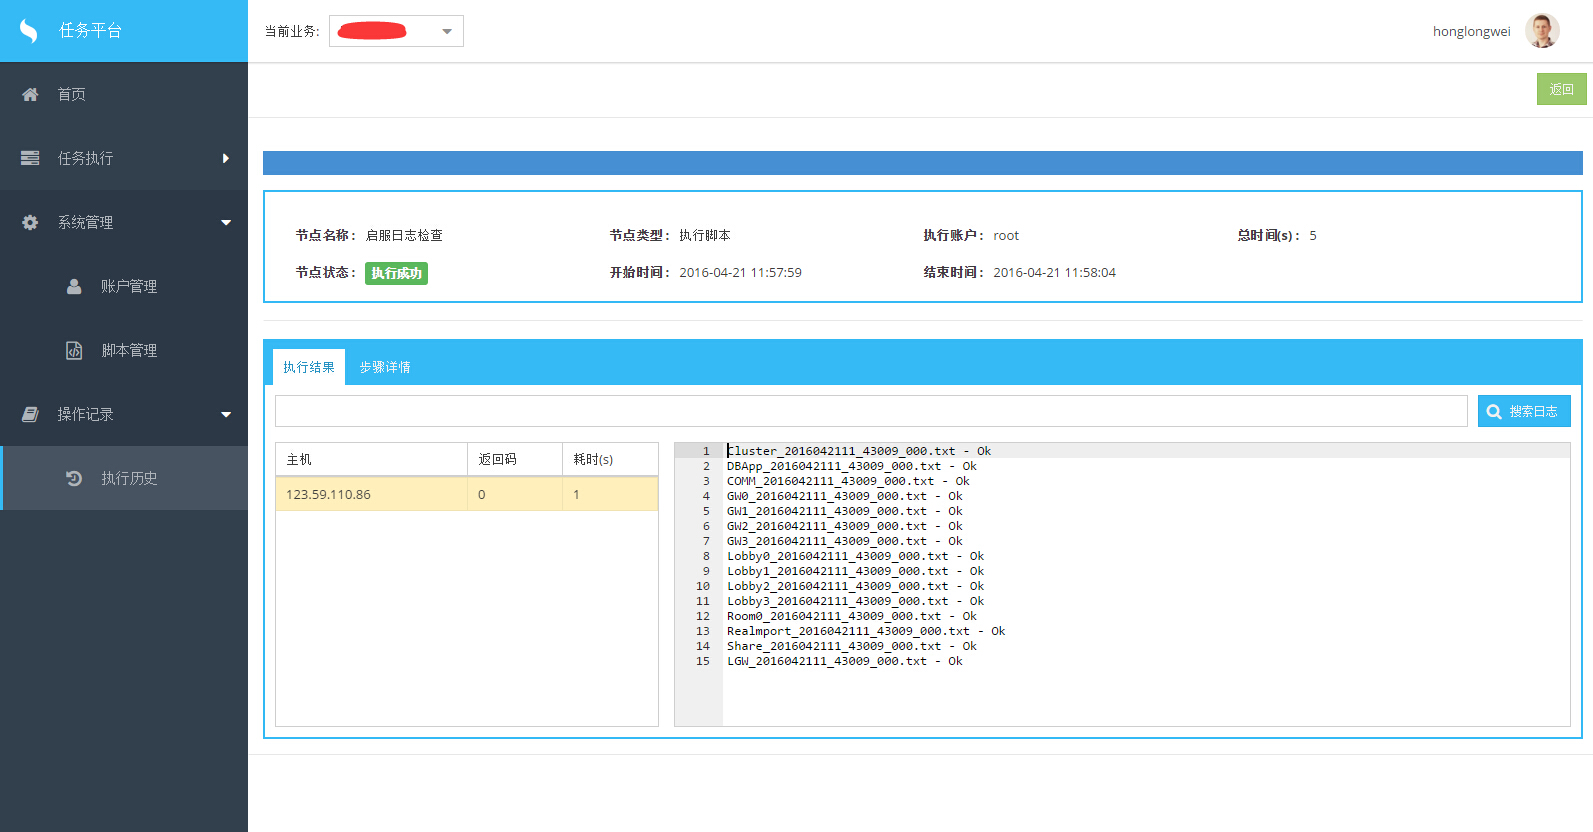 任务平台
当前业务:
honglongwei
首页
任务执行
系统管理
账户管理
脚本管理
操作记录
执行历史
返回
节点名称： 启服日志检查 节点类型： 执行脚本 执行账户： root 总时间(s)： 5
节点状态： 执行成功 开始时间： 2016-04-21 11:57:59 结束时间： 2016-04-21 11:58:04
执行结果 步骤详情
搜索日志
主机 返回码 耗时(s)
123.59.110.86 0 1
1 Cluster_2016042111_43009_000.txt - Ok
2 DBApp_2016042111_43009_000.txt - Ok
3 COMM_2016042111_43009_000.txt - Ok
4 GW0_2016042111_43009_000.txt - Ok
5 GW1_2016042111_43009_000.txt - Ok
6 GW2_2016042111_43009_000.txt - Ok
7 GW3_2016042111_43009_000.txt - Ok
8 Lobby0_2016042111_43009_000.txt - Ok
9 Lobby1_2016042111_43009_000.txt - Ok
10 Lobby2_2016042111_43009_000.txt - Ok
11 Lobby3_2016042111_43009_000.txt - Ok
12 Room0_2016042111_43009_000.txt - Ok
13 Realmport_2016042111_43009_000.txt - Ok
14 Share_2016042111_43009_000.txt - Ok
15 LGW_2016042111_43009_000.txt - Ok